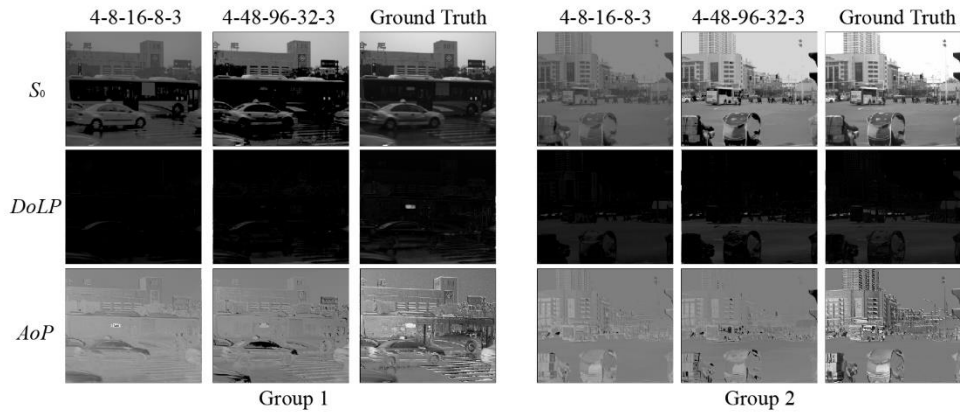 4-8-16-8-3 4-48-96-32-3 Ground Truth 4-8-16-8-3 4-48-96-32-3 Ground Truth
S₀
DoLP
AoP
Group 1 Group 2